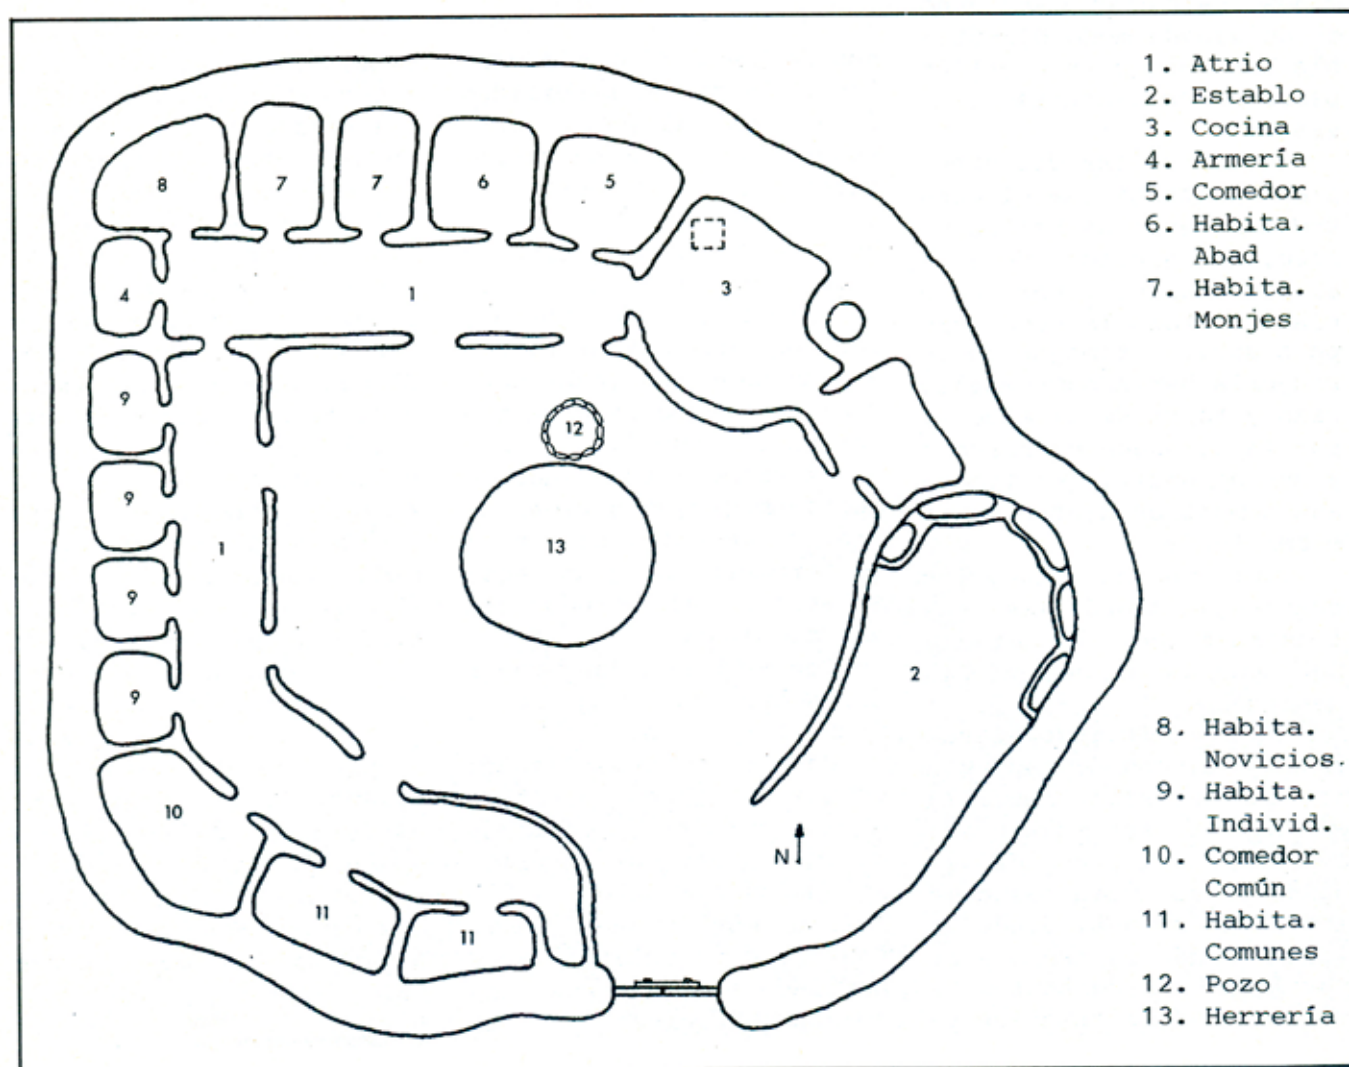 1. Atrio
2. Establo
3. Cocina
4. Armería
5. Comedor
6. Habita.
Abad
7. Habita.
Monjes
8. Habita.
Novicios.
9. Habita.
Individ.
10. Comedor
Común
11. Habita.
Comunes
12. Pozo
13. Herrería
8
7
7
6
5
4
1
3
9
12
9
1
13
9
9
2
10
N
11
11